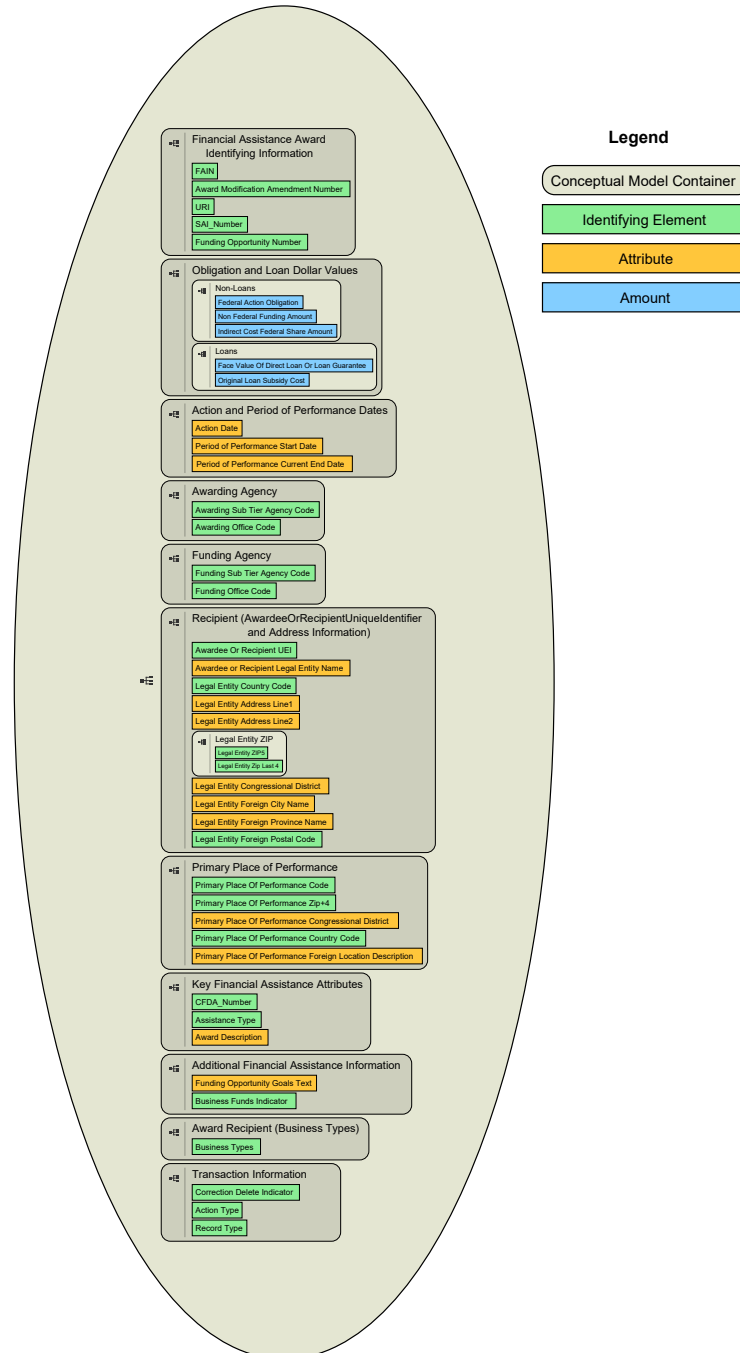 Financial Assistance Award
Identifying Information
FAIN
Award Modification Amendment Number
URI
SAI_Number
Funding Opportunity Number
Obligation and Loan Dollar Values
Non-Loans
Federal Action Obligation
Non Federal Funding Amount
Indirect Cost Federal Share Amount
Loans
Face Value Of Direct Loan Or Loan Guarantee
Original Loan Subsidy Cost
Action and Period of Performance Dates
Action Date
Period of Performance Start Date
Period of Performance Current End Date
Awarding Agency
Awarding Sub Tier Agency Code
Awarding Office Code
Funding Agency
Funding Sub Tier Agency Code
Funding Office Code
Recipient (AwardeeOrRecipientUniqueIdentifier
and Address Information)
Awardee Or Recipient UEI
Awardee or Recipient Legal Entity Name
Legal Entity Country Code
Legal Entity Address Line1
Legal Entity Address Line2
Legal Entity ZIP
Legal Entity ZIP5
Legal Entity Zip Last 4
Legal Entity Congressional District
Legal Entity Foreign City Name
Legal Entity Foreign Province Name
Legal Entity Foreign Postal Code
Primary Place of Performance
Primary Place Of Performance Code
Primary Place Of Performance Zip+4
Primary Place Of Performance Congressional District
Primary Place Of Performance Country Code
Primary Place Of Performance Foreign Location Description
Key Financial Assistance Attributes
CFDA_Number
Assistance Type
Award Description
Additional Financial Assistance Information
Funding Opportunity Goals Text
Business Funds Indicator
Award Recipient (Business Types)
Business Types
Transaction Information
Correction Delete Indicator
Action Type
Record Type
Legend
Conceptual Model Container
Identifying Element
Attribute
Amount